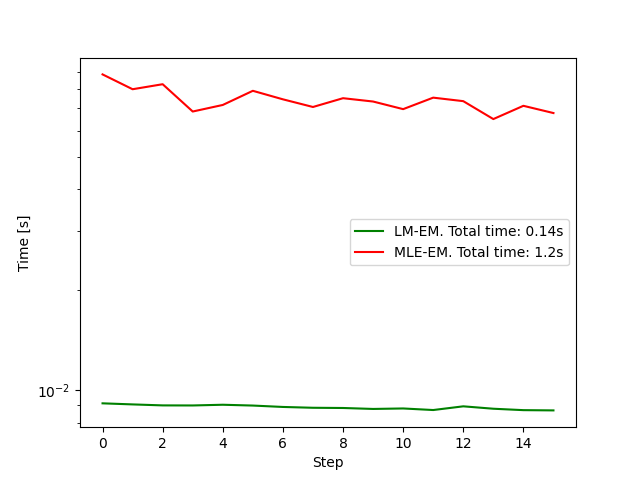 Time [s]
10⁻²
LM-EM. Total time: 0.14s
MLE-EM. Total time: 1.2s
0 2 4 6 8 10 12 14
Step